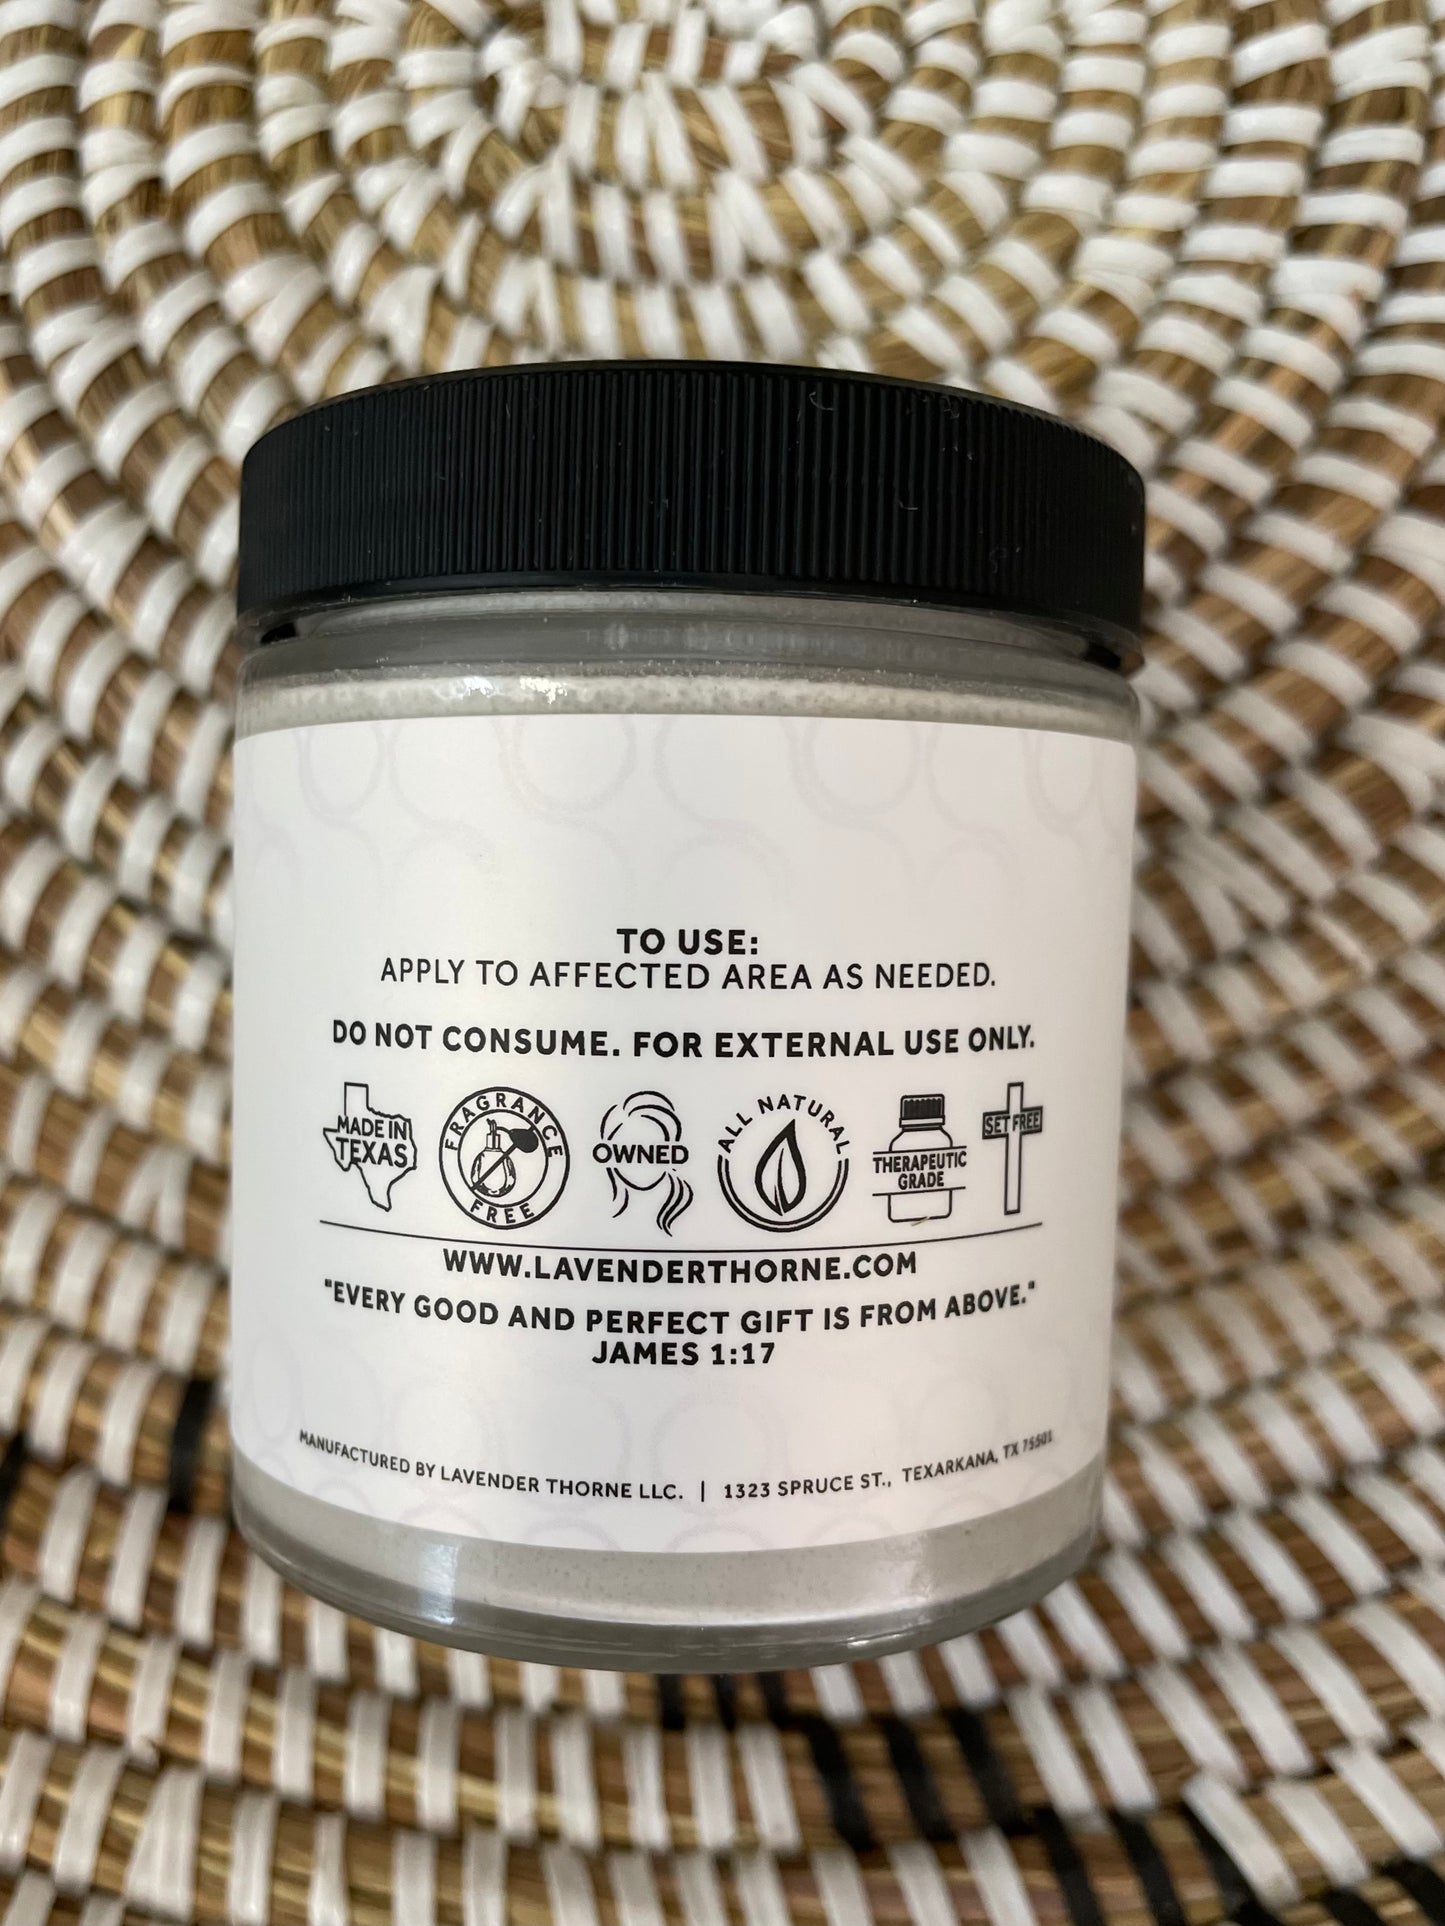 TO USE:
APPLY TO AFFECTED AREA AS NEEDED.
DO NOT CONSUME. FOR EXTERNAL USE ONLY.
MADE IN
TEXAS
FRAGRANCE
FREE
OWNED
ALL NATURAL
THERAPEUTIC
GRADE
SET FREE
WWW.LAVENDERTHORNE.COM
"EVERY GOOD AND PERFECT GIFT IS FROM ABOVE."
JAMES 1:17
MANUFACTURED BY LAVENDER THORNE LLC. | 1323 SPRUCE ST., TEXARKANA, TX 75501